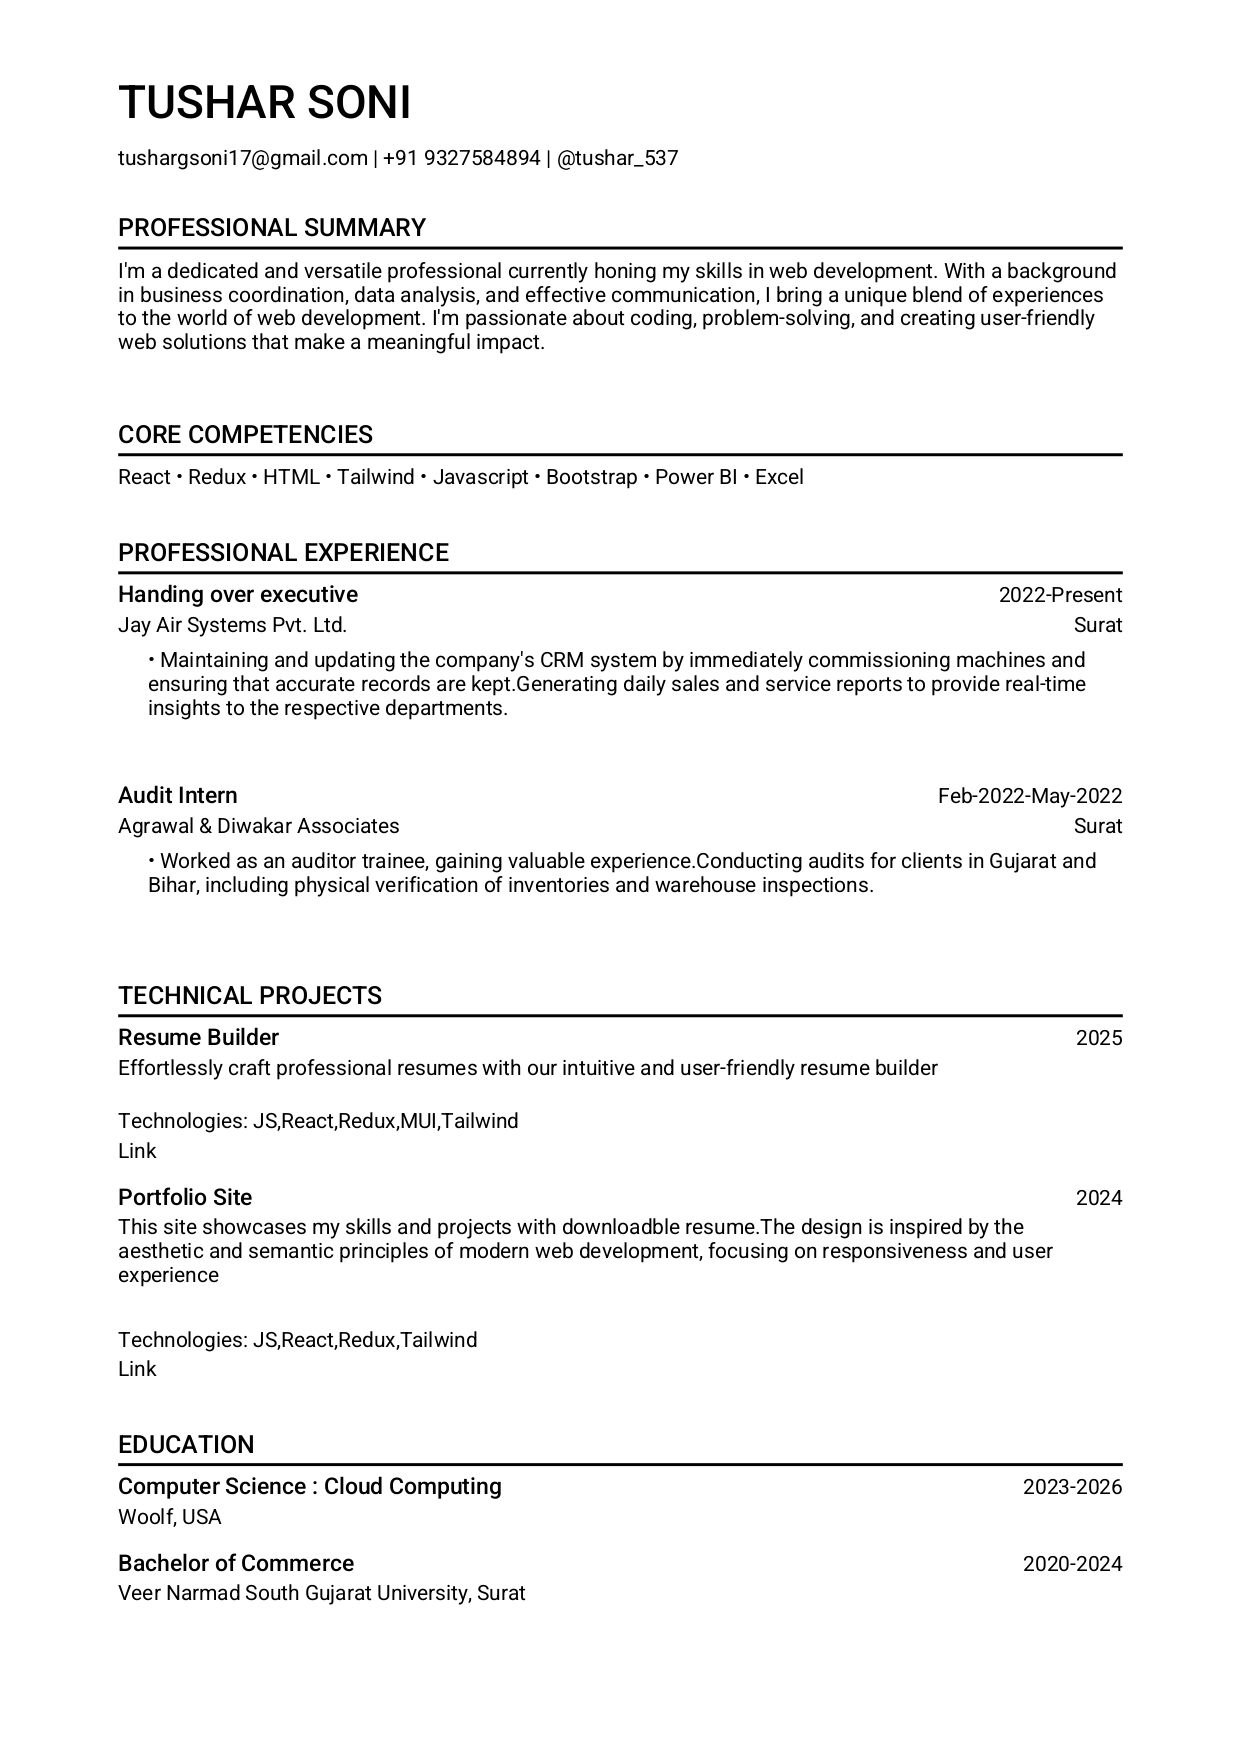 TUSHAR SONI
tushargsoni17@gmail.com | +91 9327584894 | @tushar_537
PROFESSIONAL SUMMARY
I'm a dedicated and versatile professional currently honing my skills in web development. With a background
in business coordination, data analysis, and effective communication, I bring a unique blend of experiences
to the world of web development. I'm passionate about coding, problem-solving, and creating user-friendly
web solutions that make a meaningful impact.
CORE COMPETENCIES
React • Redux • HTML • Tailwind • Javascript • Bootstrap • Power BI • Excel
PROFESSIONAL EXPERIENCE
Handing over executive 2022-Present
Jay Air Systems Pvt. Ltd. Surat
• Maintaining and updating the company's CRM system by immediately commissioning machines and
ensuring that accurate records are kept.Generating daily sales and service reports to provide real-time
insights to the respective departments.
Audit Intern Feb-2022-May-2022
Agrawal & Diwakar Associates Surat
• Worked as an auditor trainee, gaining valuable experience.Conducting audits for clients in Gujarat and
Bihar, including physical verification of inventories and warehouse inspections.
TECHNICAL PROJECTS
Resume Builder 2025
Effortlessly craft professional resumes with our intuitive and user-friendly resume builder
Technologies: JS,React,Redux,MUI,Tailwind
Link
Portfolio Site 2024
This site showcases my skills and projects with downloadble resume.The design is inspired by the
aesthetic and semantic principles of modern web development, focusing on responsiveness and user
experience
Technologies: JS,React,Redux,Tailwind
Link
EDUCATION
Computer Science : Cloud Computing 2023-2026
Woolf, USA
Bachelor of Commerce 2020-2024
Veer Narmad South Gujarat University, Surat